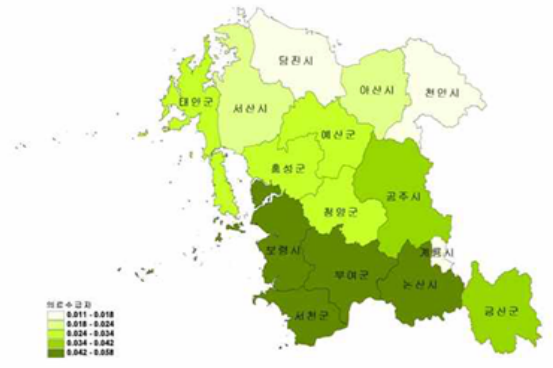 당진시
아산시
천안시
태안군
서산시
예산군
홍성군
공주시
청양군
보령시
계룡시
부여군
논산시
서천군
금산군
의료수급자
0.011 - 0.018
0.018 - 0.024
0.024 - 0.034
0.034 - 0.042
0.042 - 0.058